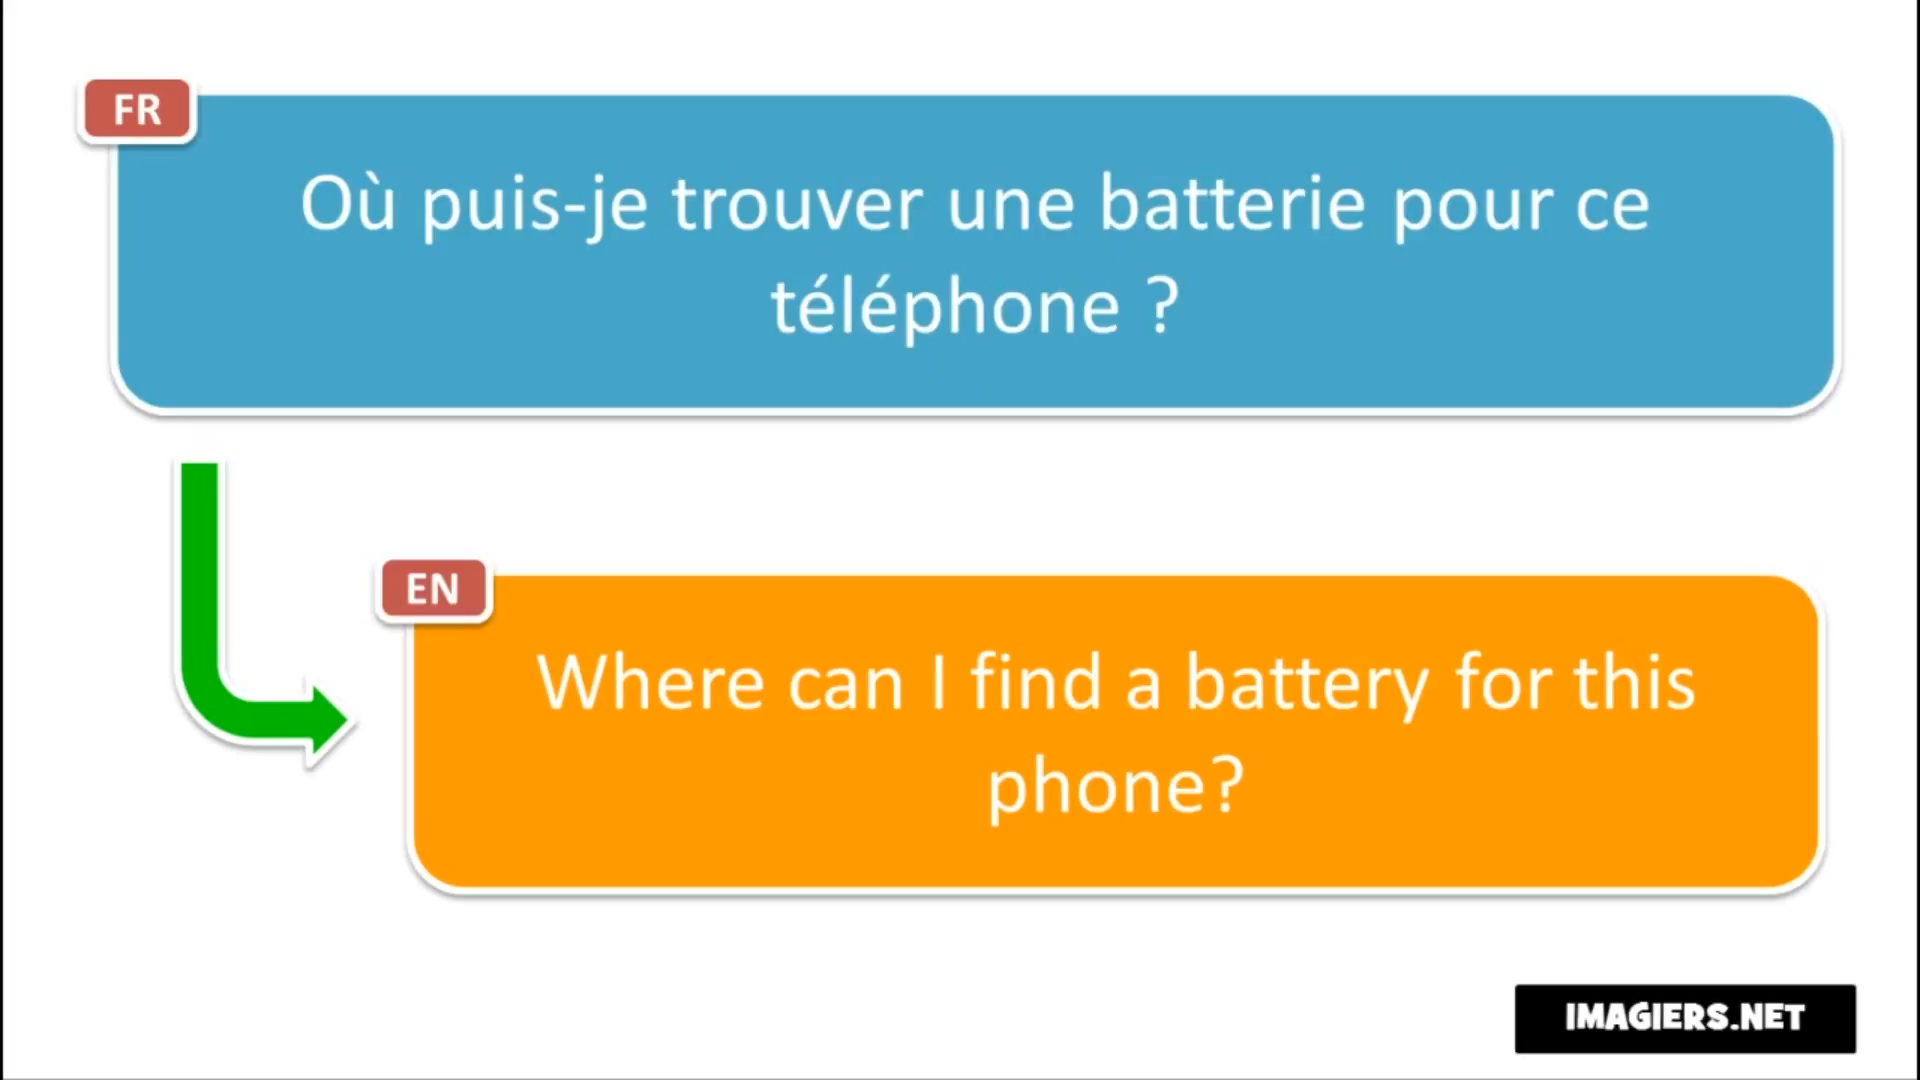 FR
Où puis-je trouver une batterie pour ce
téléphone ?
EN
Where can I find a battery for this
phone?
IMAGIERS.NET